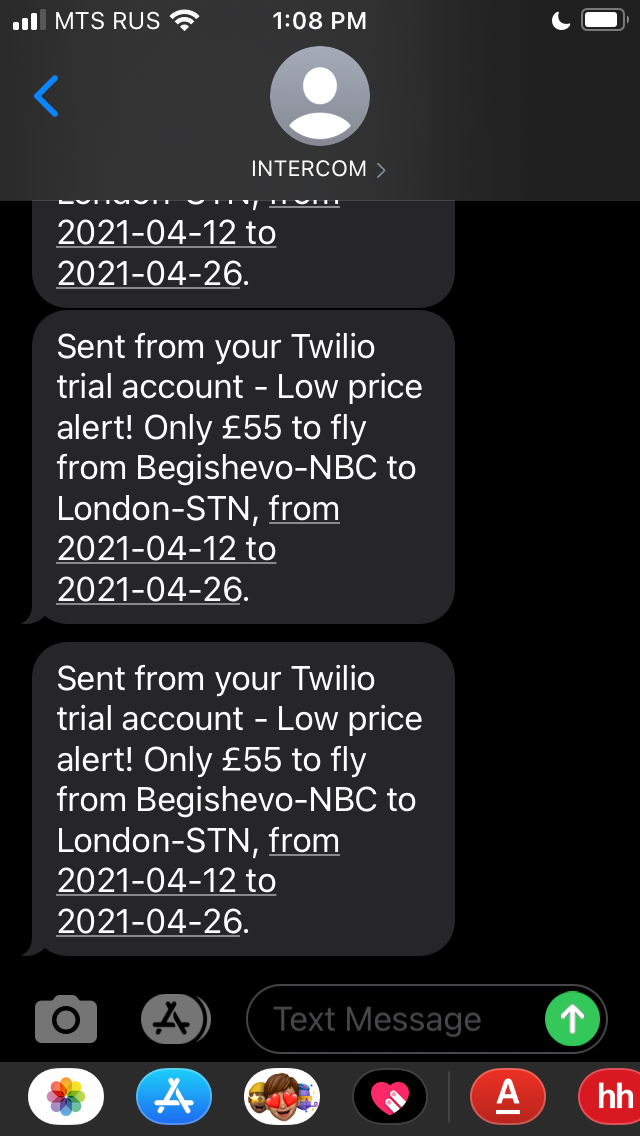 MTS RUS 1:08 PM
INTERCOM
London-STN, from
2021-04-12 to
2021-04-26.
Sent from your Twilio
trial account - Low price
alert! Only £55 to fly
from Begishevo-NBC to
London-STN, from
2021-04-12 to
2021-04-26.
Sent from your Twilio
trial account - Low price
alert! Only £55 to fly
from Begishevo-NBC to
London-STN, from
2021-04-12 to
2021-04-26.
Text Message
A
hh